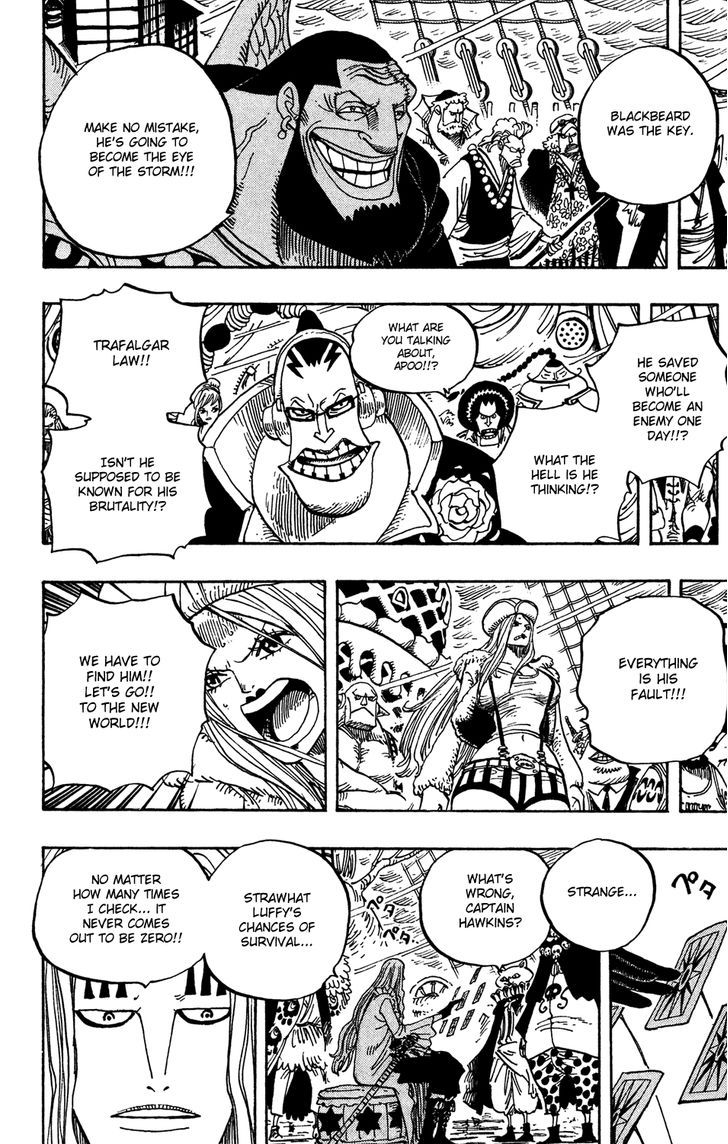 BLACKBEARD
WAS THE KEY.
MAKE NO MISTAKE,
HE'S GOING TO
BECOME THE EYE
OF THE STORM!!!
HE SAVED
SOMEONE
WHO'LL
BECOME AN
ENEMY ONE
DAY!!?
WHAT
THE HELL IS HE
THINKING!?
WHAT ARE
YOU TALKING
ABOUT,
APOO!!?
TRAFALGAR
LAW!!
ISN'T HE
SUPPOSED TO BE
KNOWN FOR HIS
BRUTALITY!?
EVERYTHING
IS HIS
FAULT!!!
WE HAVE TO
FIND HIM!!
LET'S GO!!
TO THE NEW
WORLD!!!
ペラ
STRANGE...
WHAT'S
WRONG,
CAPTAIN
HAWKINS?
ペラ
STRAWHAT
LUFFY'S
CHANCES OF
SURVIVAL...
NO MATTER
HOW MANY TIMES
I CHECK... IT
NEVER COMES
OUT TO BE ZERO!!